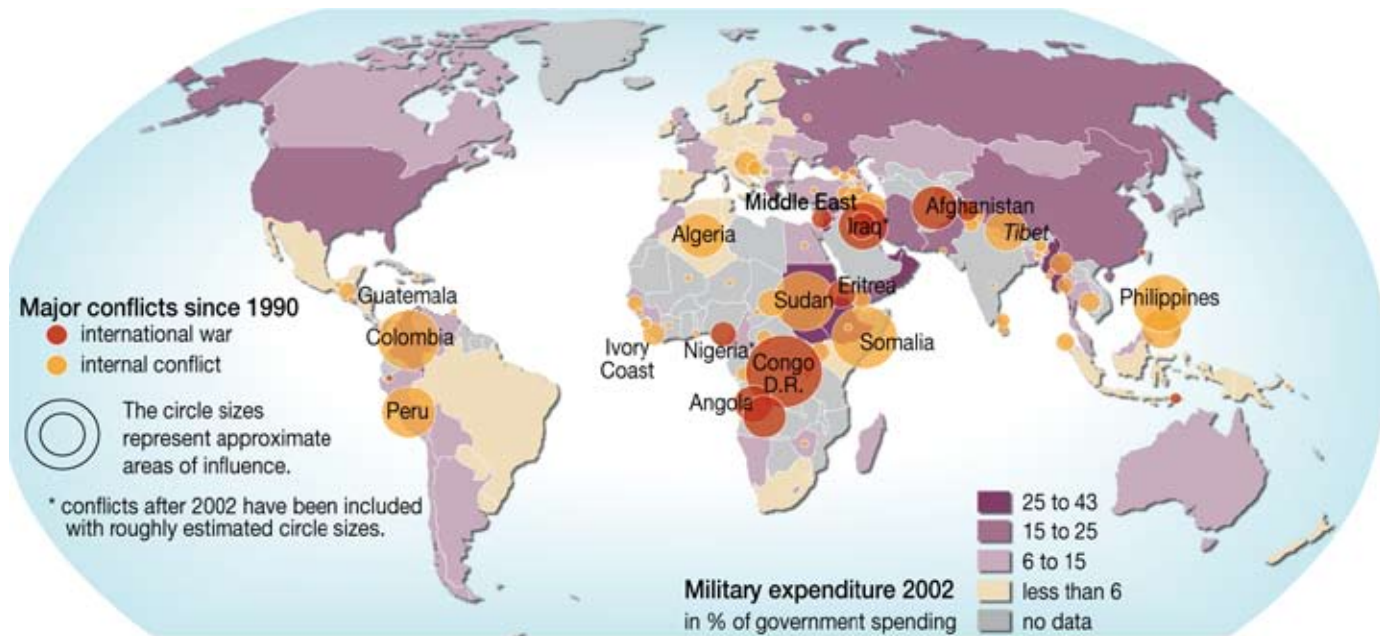 Middle East
Afghanistan
Iraq*
Tibet
Algeria
Major conflicts since 1990
international war
internal conflict
The circle sizes
represent approximate
areas of influence.
* conflicts after 2002 have been included
with roughly estimated circle sizes.
Guatemala
Colombia
Peru
Sudan
Eritrea
Philippines
Ivory
Coast
Nigeria*
Somalia
Congo
D.R.
Angola
Military expenditure 2002
in % of government spending
25 to 43
15 to 25
6 to 15
less than 6
no data